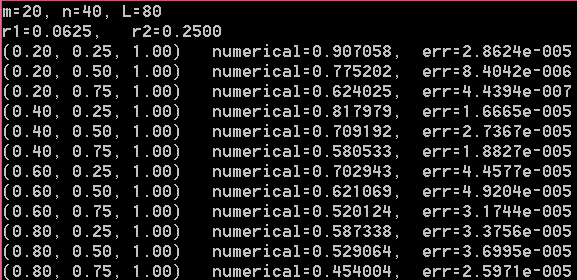 m=20, n=40, L=80
r1=0.0625,   r2=0.2500
(0.20, 0.25, 1.00)   numerical=0.907058,  err=2.8624e-005
(0.20, 0.50, 1.00)   numerical=0.775202,  err=8.4042e-006
(0.20, 0.75, 1.00)   numerical=0.624025,  err=4.4394e-007
(0.40, 0.25, 1.00)   numerical=0.817979,  err=1.6665e-005
(0.40, 0.50, 1.00)   numerical=0.709192,  err=2.7367e-005
(0.40, 0.75, 1.00)   numerical=0.580533,  err=1.8827e-005
(0.60, 0.25, 1.00)   numerical=0.702943,  err=4.4577e-005
(0.60, 0.50, 1.00)   numerical=0.621069,  err=4.9204e-005
(0.60, 0.75, 1.00)   numerical=0.520124,  err=3.1744e-005
(0.80, 0.25, 1.00)   numerical=0.587338,  err=3.3756e-005
(0.80, 0.50, 1.00)   numerical=0.529064,  err=3.6995e-005
(0.80, 0.75, 1.00)   numerical=0.454004,  err=2.5971e-005